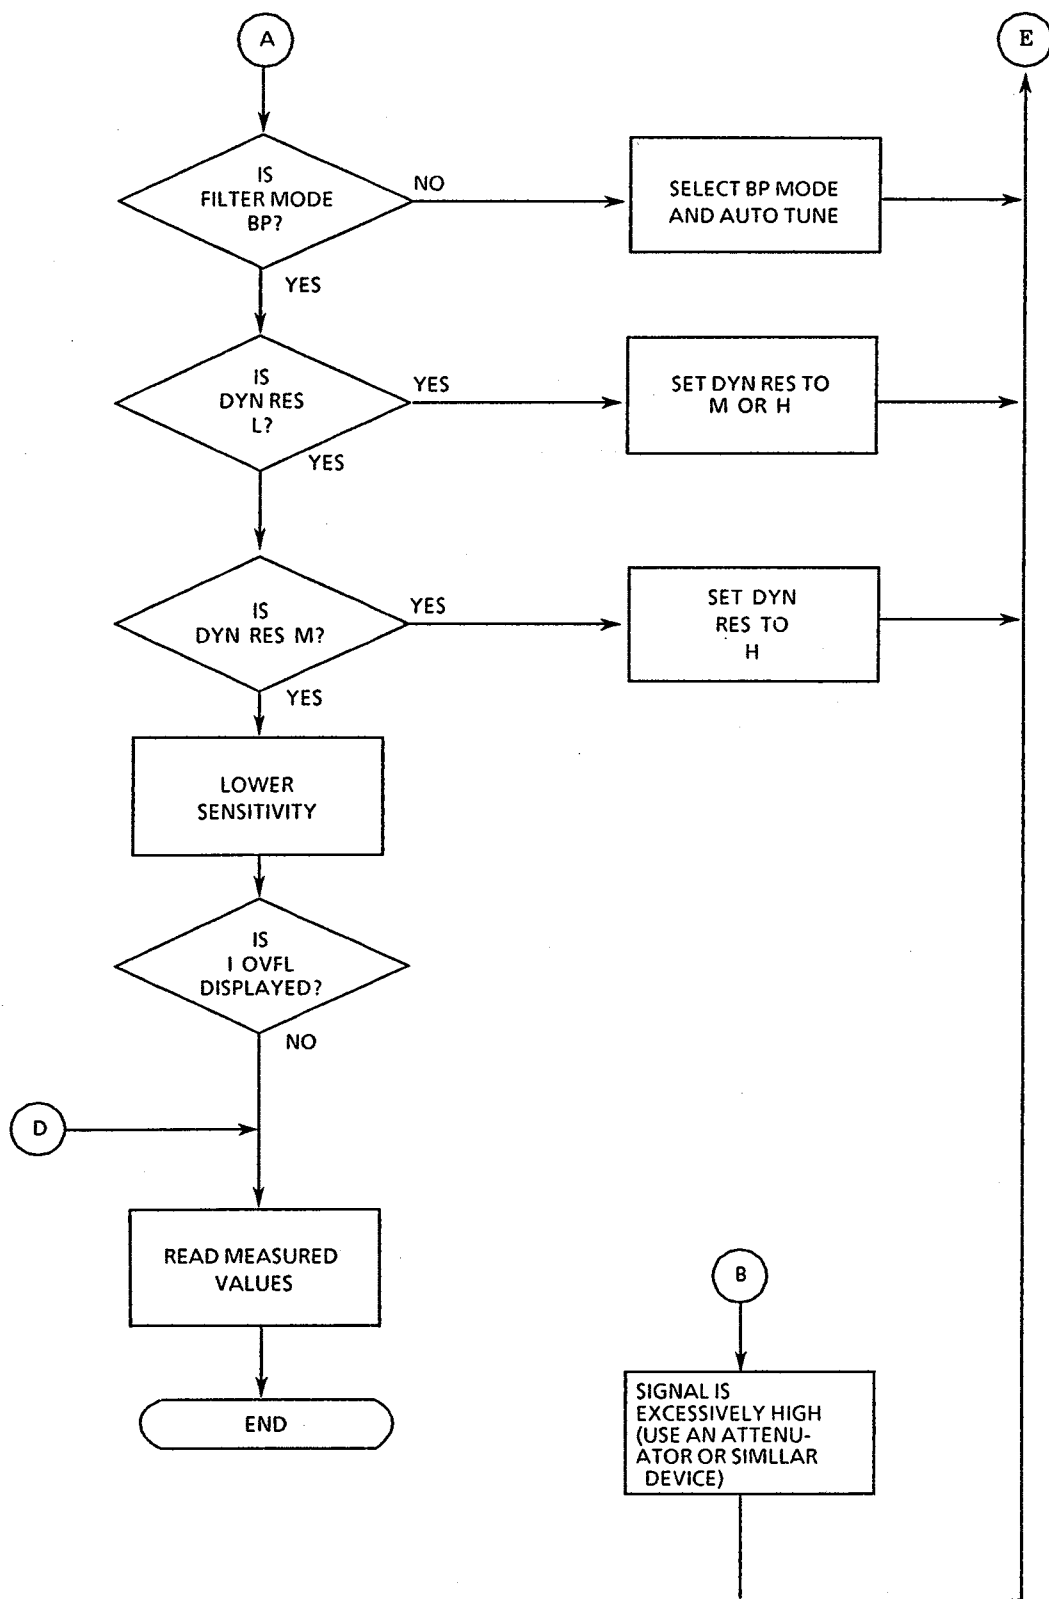 A
E
IS
FILTER MODE
BP?
NO
SELECT BP MODE
AND AUTO TUNE
YES
IS
DYN RES
L?
YES
SET DYN RES TO
M OR H
YES
IS
DYN RES M?
YES
SET DYN
RES TO
H
YES
LOWER
SENSITIVITY
IS
I OVFL
DISPLAYED?
NO
D
READ MEASURED
VALUES
END
B
SIGNAL IS
EXCESSIVELY HIGH
(USE AN ATTENU-
ATOR OR SIMLLAR
DEVICE)